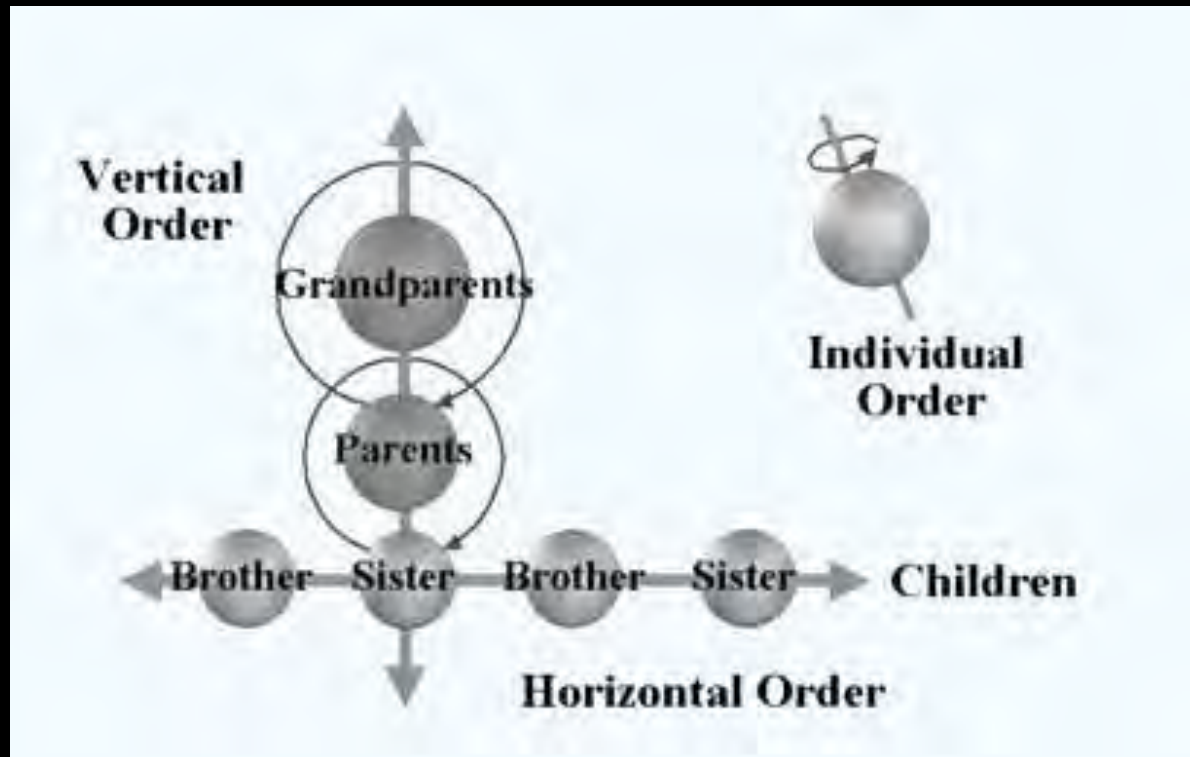 Vertical
Order
Grandparents
Parents
Brother Sister Brother Sister Children
Horizontal Order
Individual
Order